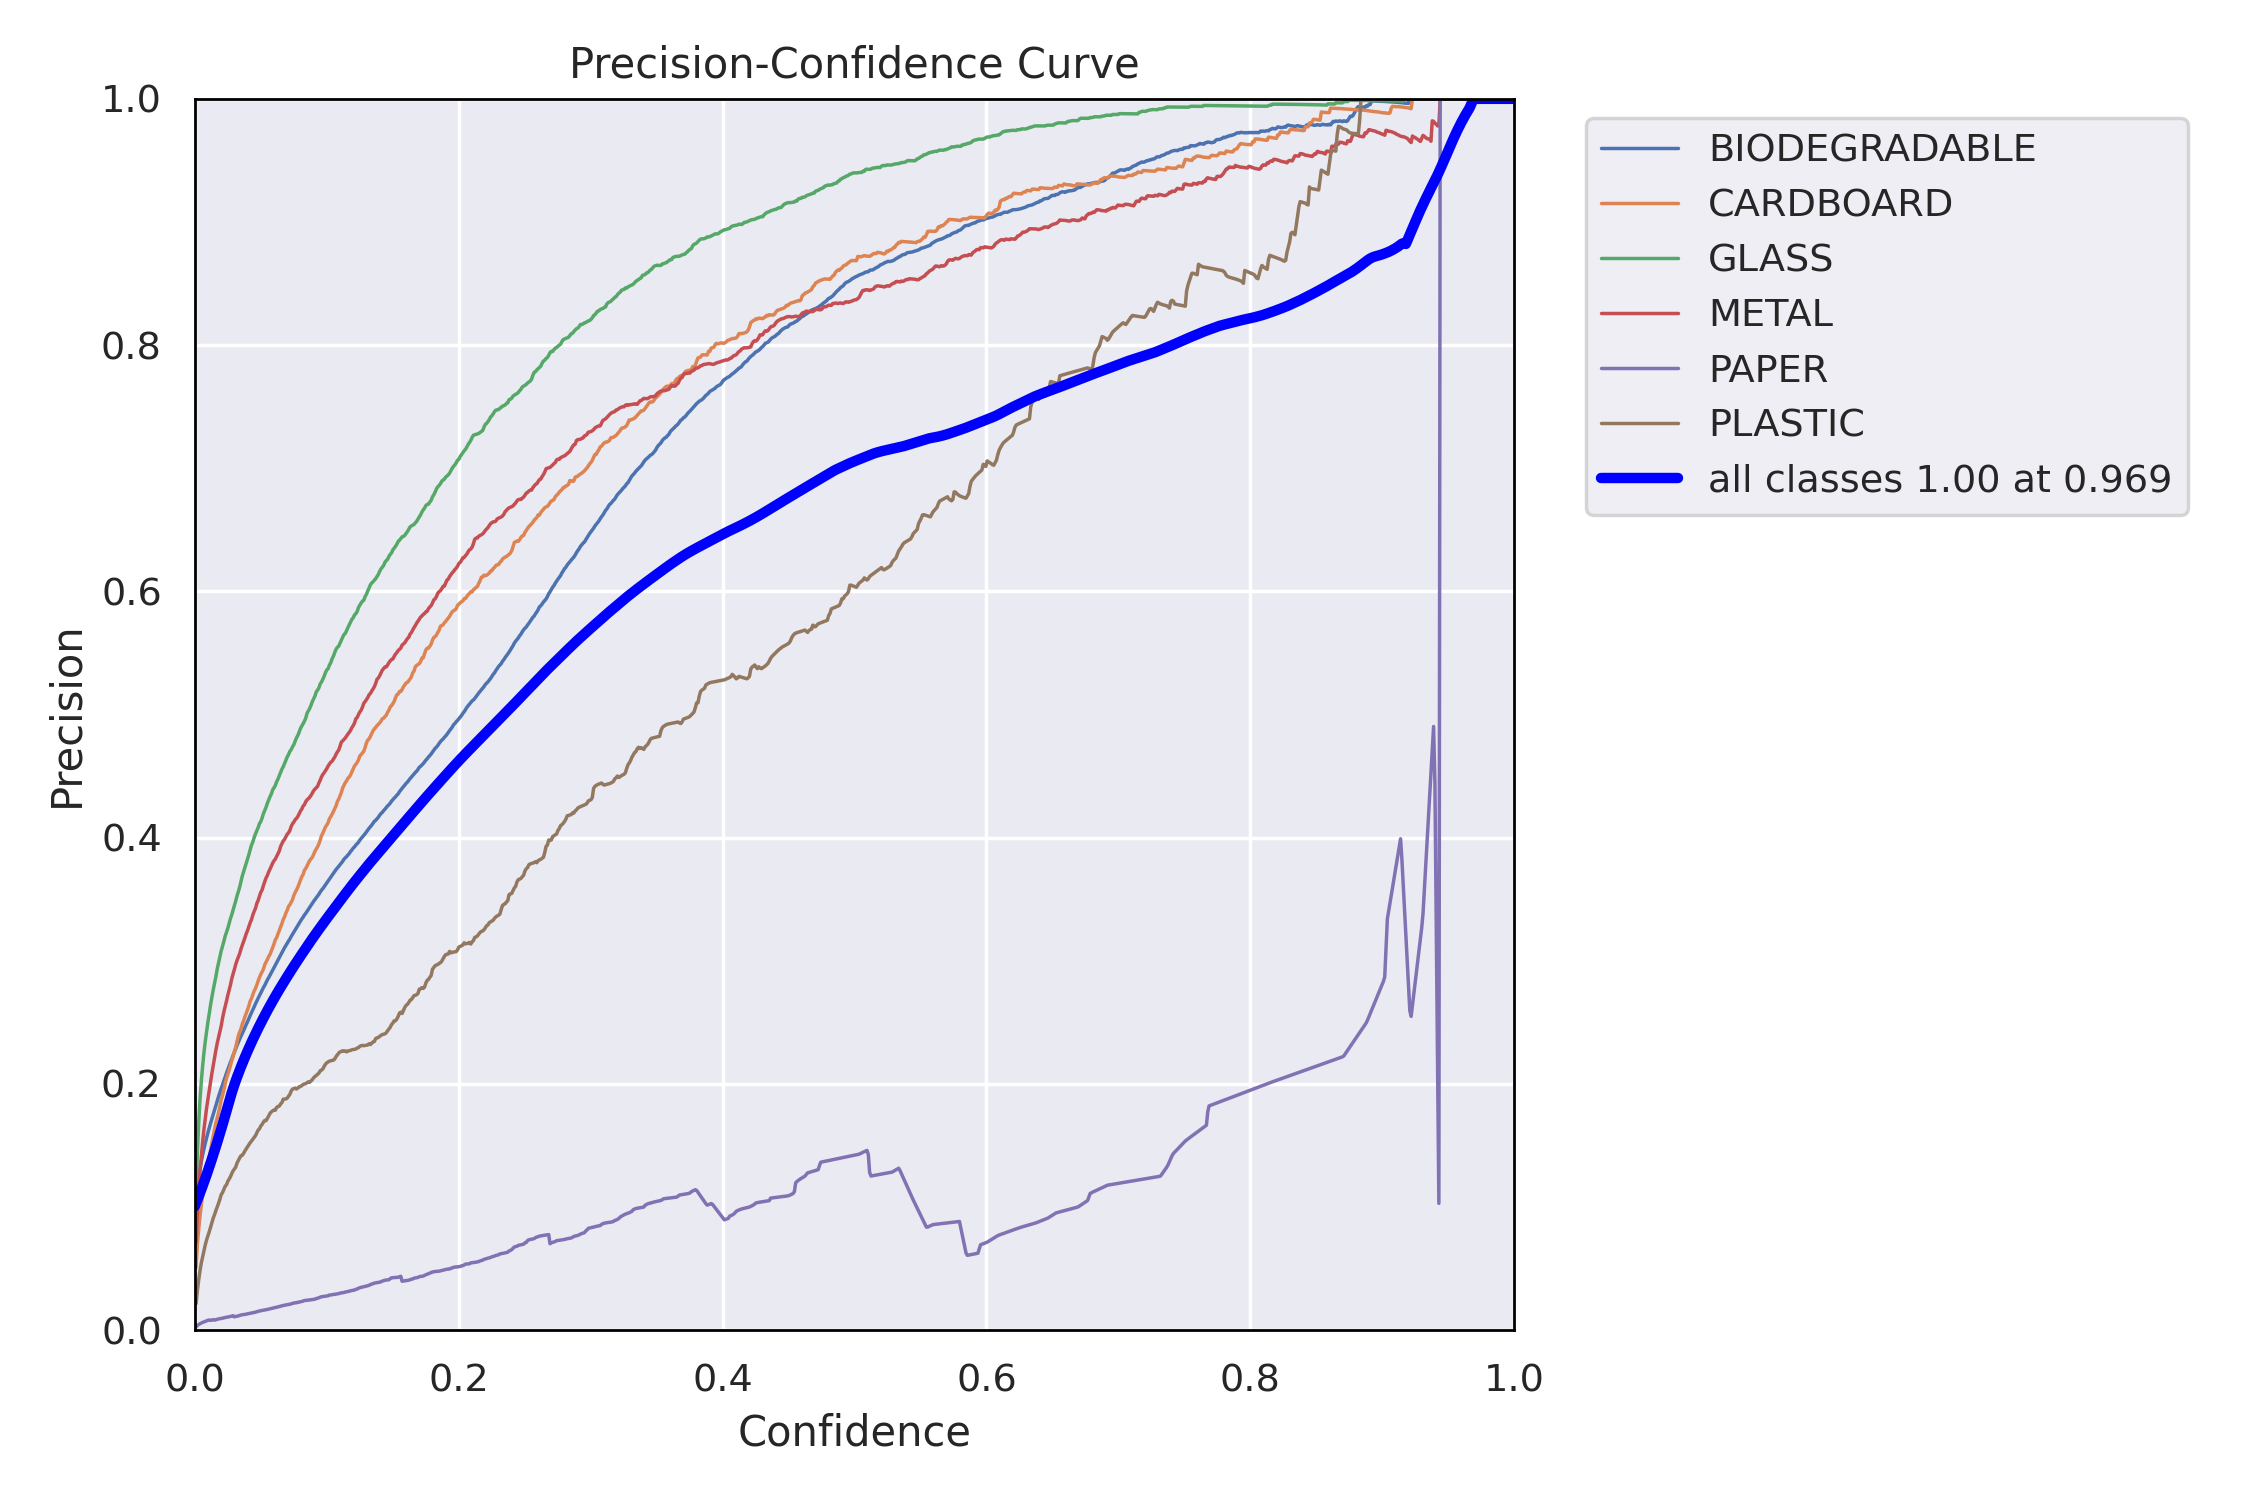 Precision-Confidence Curve
1.0
0.8
0.6
0.4
0.2
0.0
Precision
0.0 0.2 0.4 0.6 0.8 1.0
Confidence
BIODEGRADABLE
CARDBOARD
GLASS
METAL
PAPER
PLASTIC
all classes 1.00 at 0.969